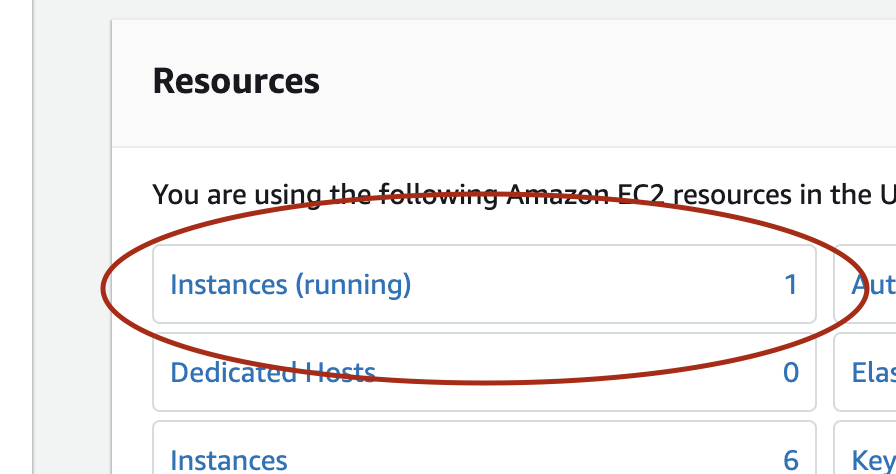 Resources
You are using the following Amazon EC2 resources in the U
Instances (running) 1 Aut
Dedicated Hosts 0 Elas
Instances 6 Key